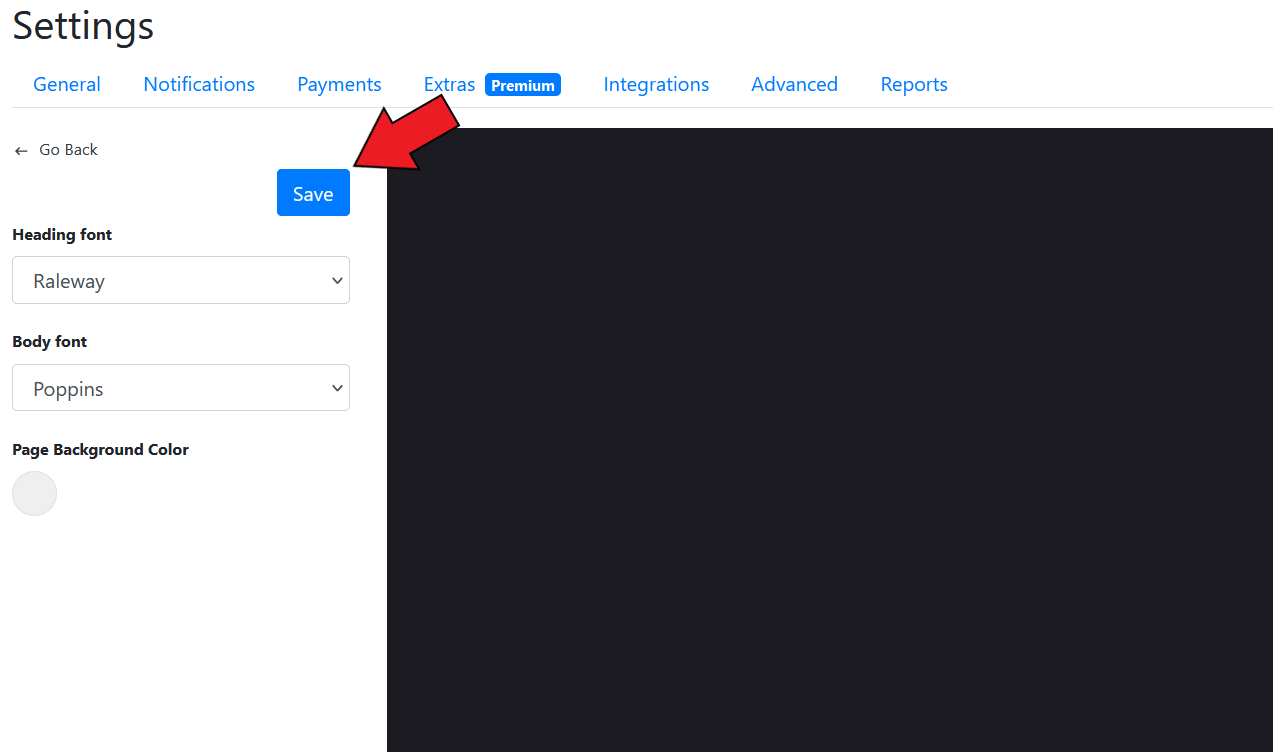 Settings
General Notifications Payments Extras Premium Integrations Advanced Reports
← Go Back
Save
Heading font
Raleway
Body font
Poppins
Page Background Color